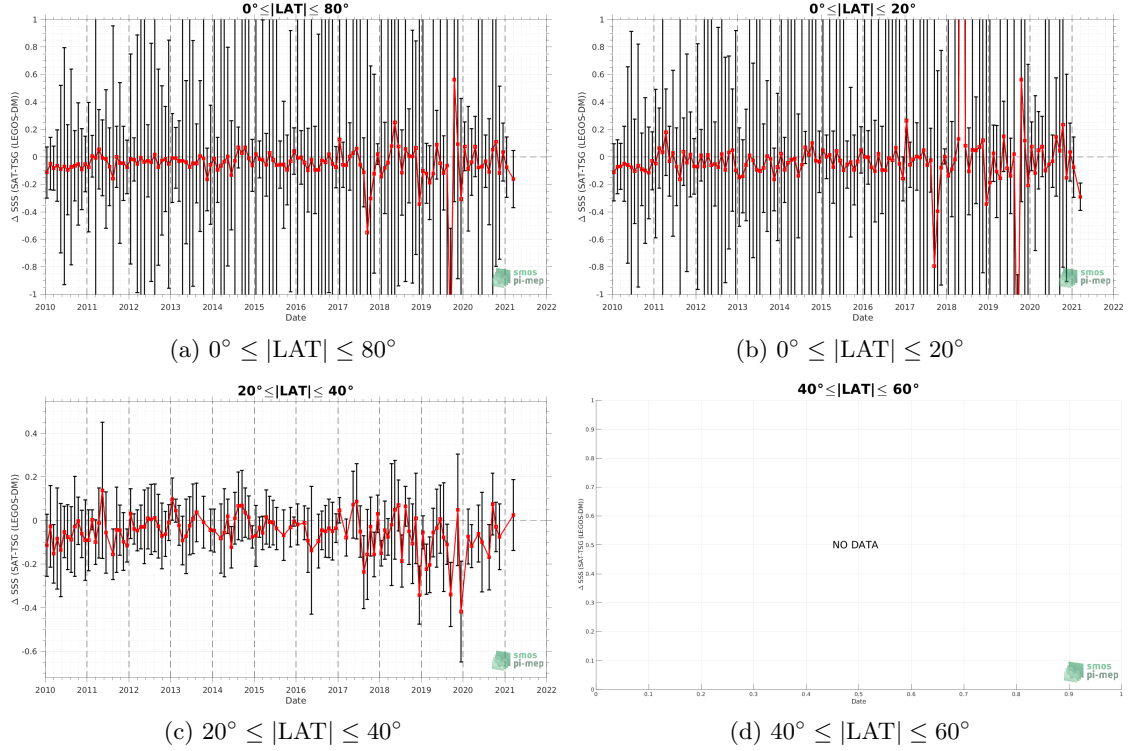 0°≤|LAT|≤ 80°
Δ SSS (SAT-TSG (LEGOS-DM))
1
0.8
0.6
0.4
0.2
0
-0.2
-0.4
-0.6
-0.8
-1
2010 2011 2012 2013 2014 2015 2016 2017 2018 2019 2020 2021 2022
Date
smos
pi-mep
(a) 0° ≤ |LAT| ≤ 80°
0°≤|LAT|≤ 20°
Δ SSS (SAT-TSG (LEGOS-DM))
1
0.8
0.6
0.4
0.2
0
-0.2
-0.4
-0.6
-0.8
-1
2010 2011 2012 2013 2014 2015 2016 2017 2018 2019 2020 2021 2022
Date
smos
pi-mep
(b) 0° ≤ |LAT| ≤ 20°
20°≤|LAT|≤ 40°
Δ SSS (SAT-TSG (LEGOS-DM))
0.4
0.2
0
-0.2
-0.4
-0.6
2010 2011 2012 2013 2014 2015 2016 2017 2018 2019 2020 2021 2022
Date
smos
pi-mep
(c) 20° ≤ |LAT| ≤ 40°
40°≤|LAT|≤ 60°
Δ SSS (SAT-TSG (LEGOS-DM))
1
0.9
0.8
0.7
0.6
0.5
0.4
0.3
0.2
0.1
0
NO DATA
0 0.1 0.2 0.3 0.4 0.5 0.6 0.7 0.8 0.9 1
Date
smos
pi-mep
(d) 40° ≤ |LAT| ≤ 60°